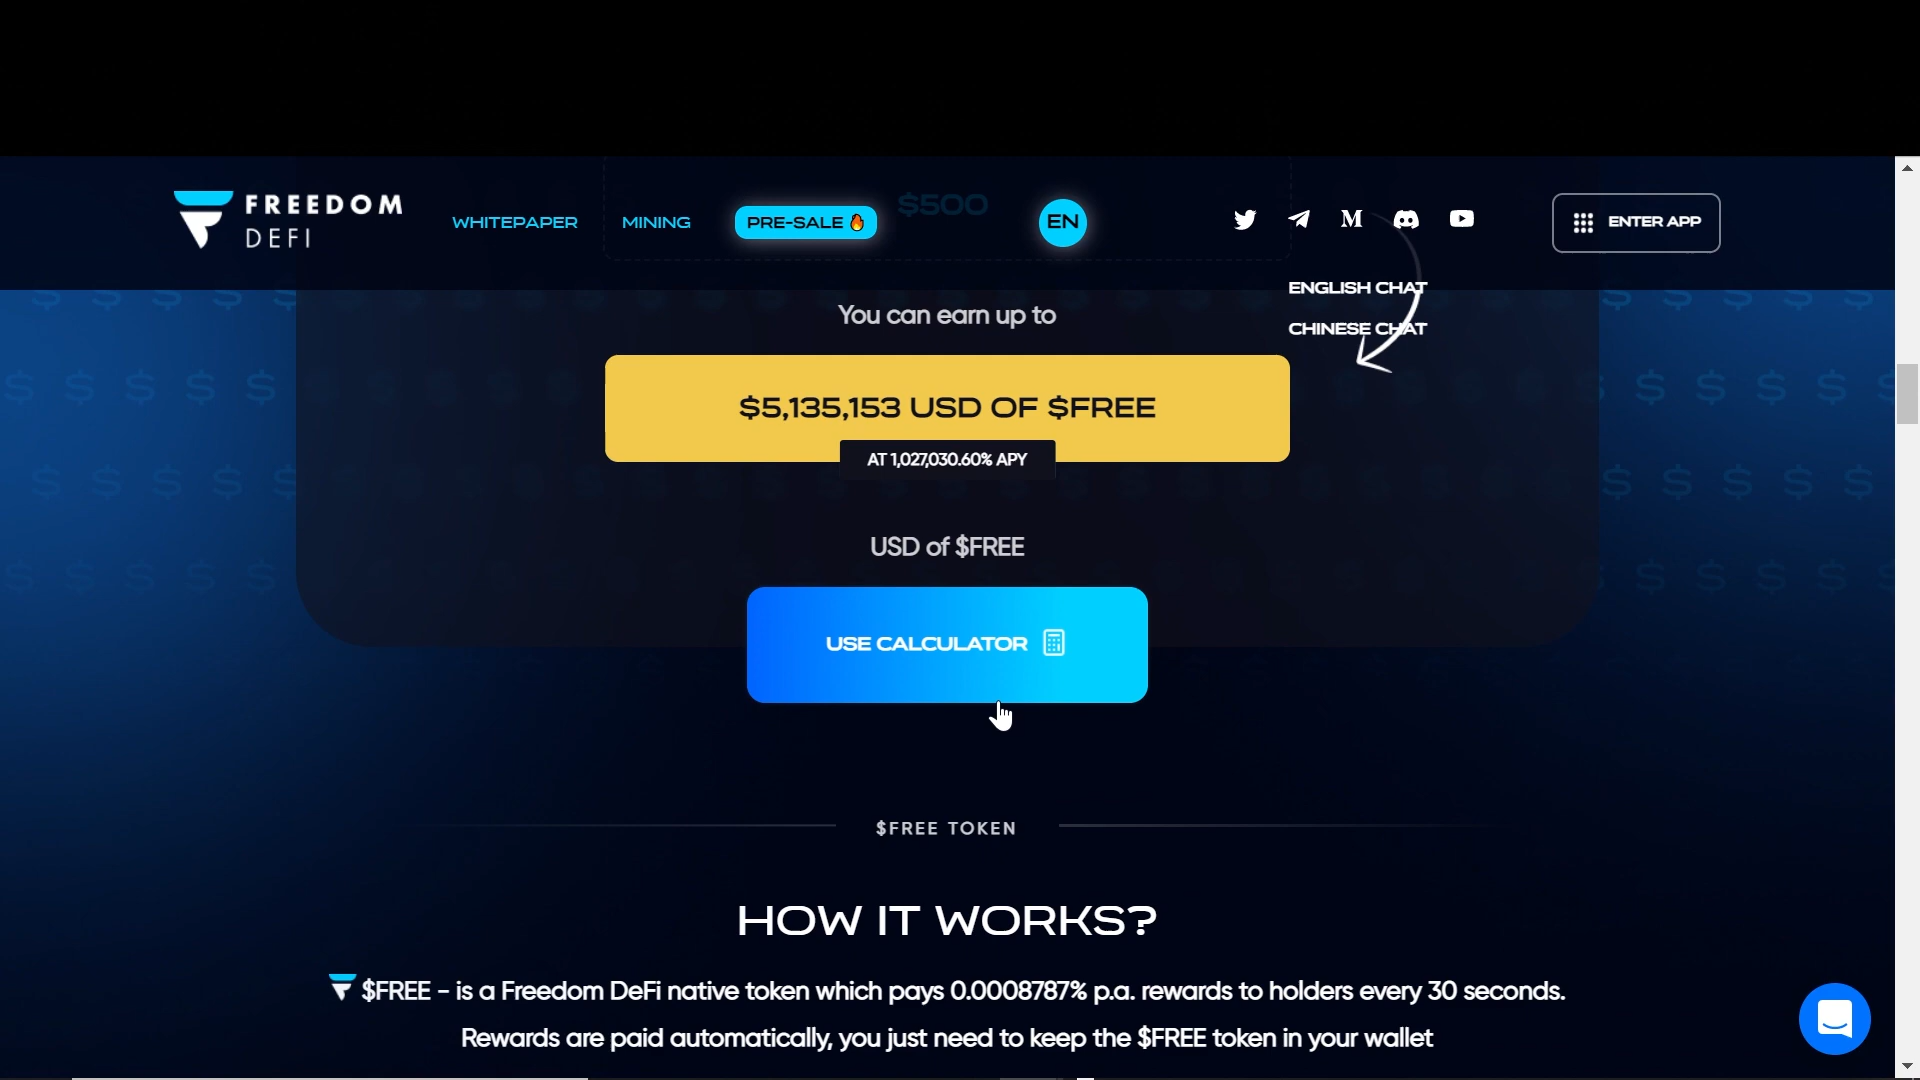 FREEDOM
DEFI
WHITEPAPER
MINING
PRE-SALE
$500
EN
M
ENTER APP
ENGLISH CHAT
CHINESE CHAT
You can earn up to
$5,135,153 USD OF $FREE
AT 1,027,030.60% APY
USD of $FREE
USE CALCULATOR
$FREE TOKEN
HOW IT WORKS?
$FREE - is a Freedom DeFi native token which pays 0.0008787% p.a. rewards to holders every 30 seconds.
Rewards are paid automatically, you just need to keep the $FREE token in your wallet